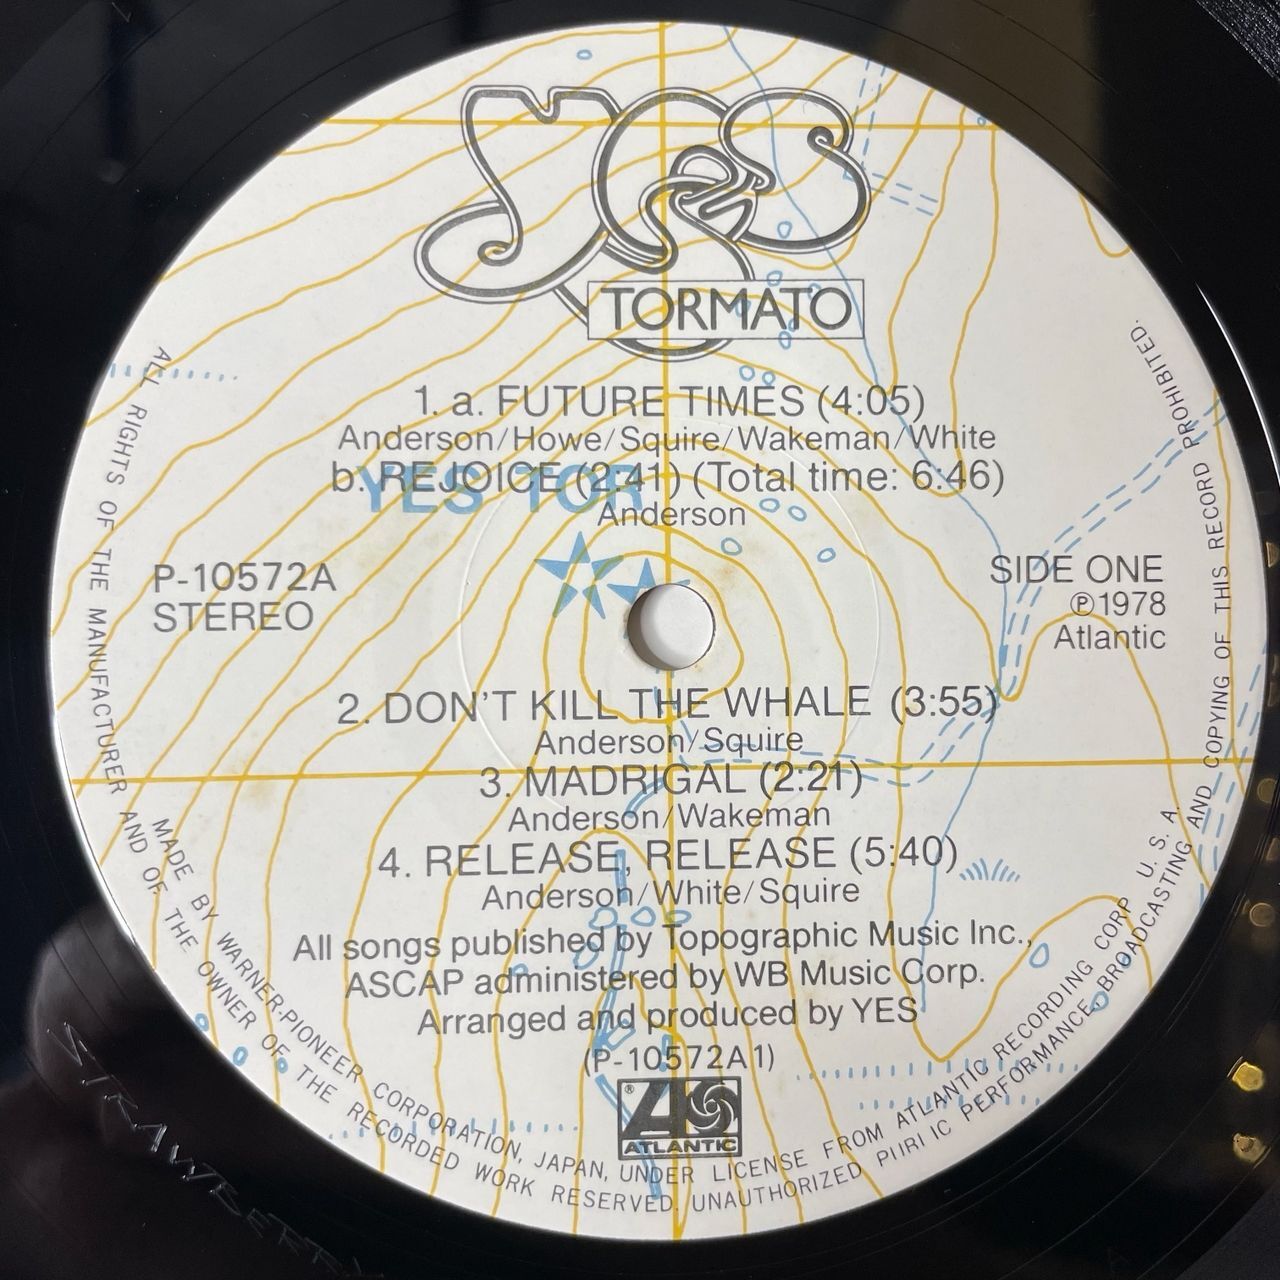 YES
TORMATO
1. a. FUTURE TIMES (4:05)
Anderson/Howe/Squire/Wakeman/White
b. REJOICE (2:41) (Total time: 6:46)
YES TOR
Anderson
P-10572A
STEREO
SIDE ONE
Ⓟ1978
Atlantic
2. DON'T KILL THE WHALE (3:55)
Anderson/Squire
3. MADRIGAL (2:21)
Anderson/Wakeman
4. RELEASE, RELEASE (5:40)
Anderson/White/Squire
All songs published by Topographic Music Inc.,
ASCAP administered by WB Music Corp.
Arranged and produced by YES
(P-10572A1)
®
ATLANTIC
MADE BY WARNER-PIONEER CORPORATION, JAPAN, UNDER LICENSE FROM ATLANTIC RECORDING CORP U. S. A.
ALL RIGHTS OF THE MANUFACTURER AND OF THE OWNER OF THE RECORDED WORK RESERVED. UNAUTHORIZED PUBLIC PERFORMANCE, BROADCASTING AND COPYING OF THIS RECORD PROHIBITED.
STRAWBERRY